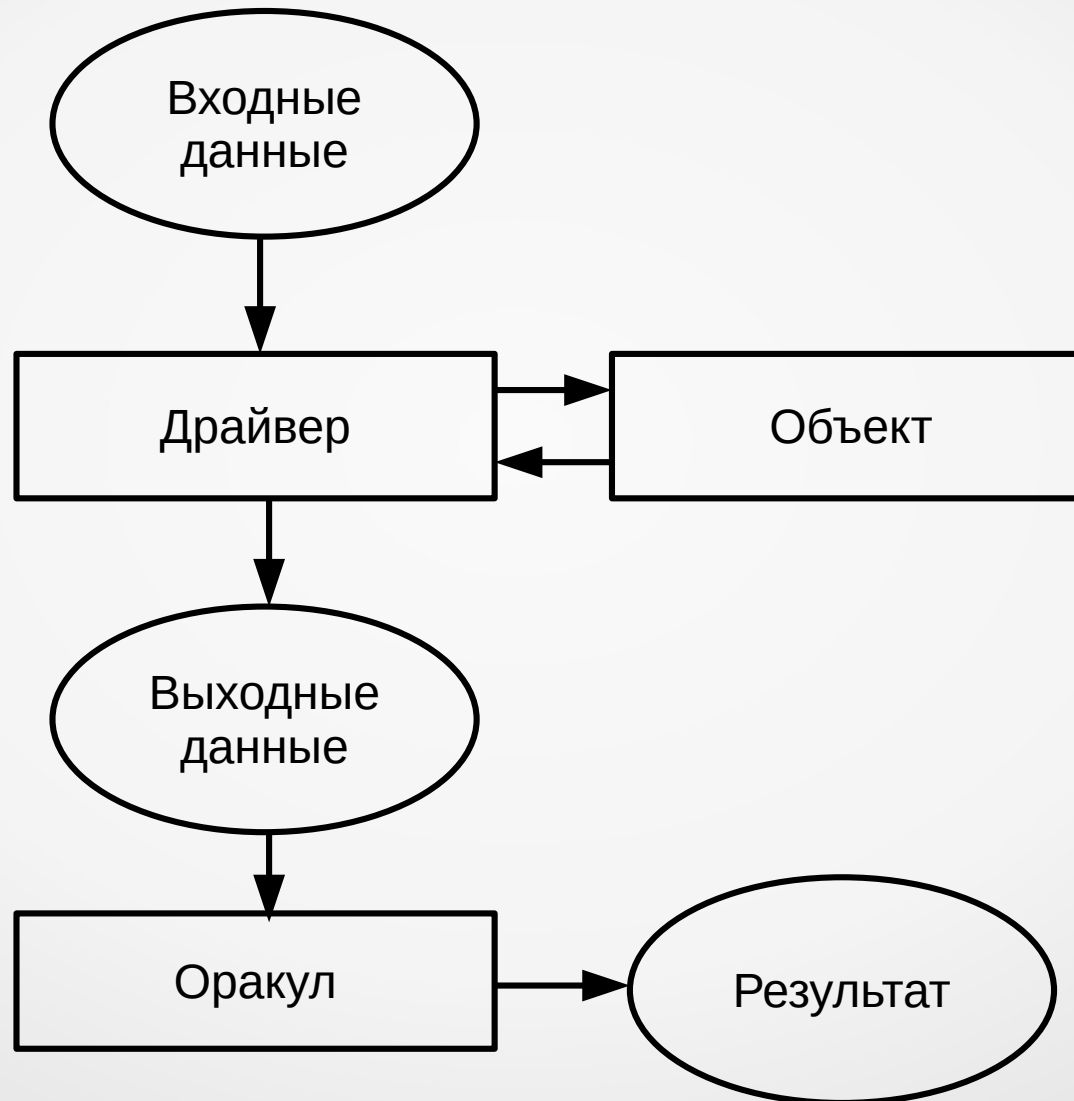 Входные
данные
Драйвер
Объект
Выходные
данные
Оракул
Результат